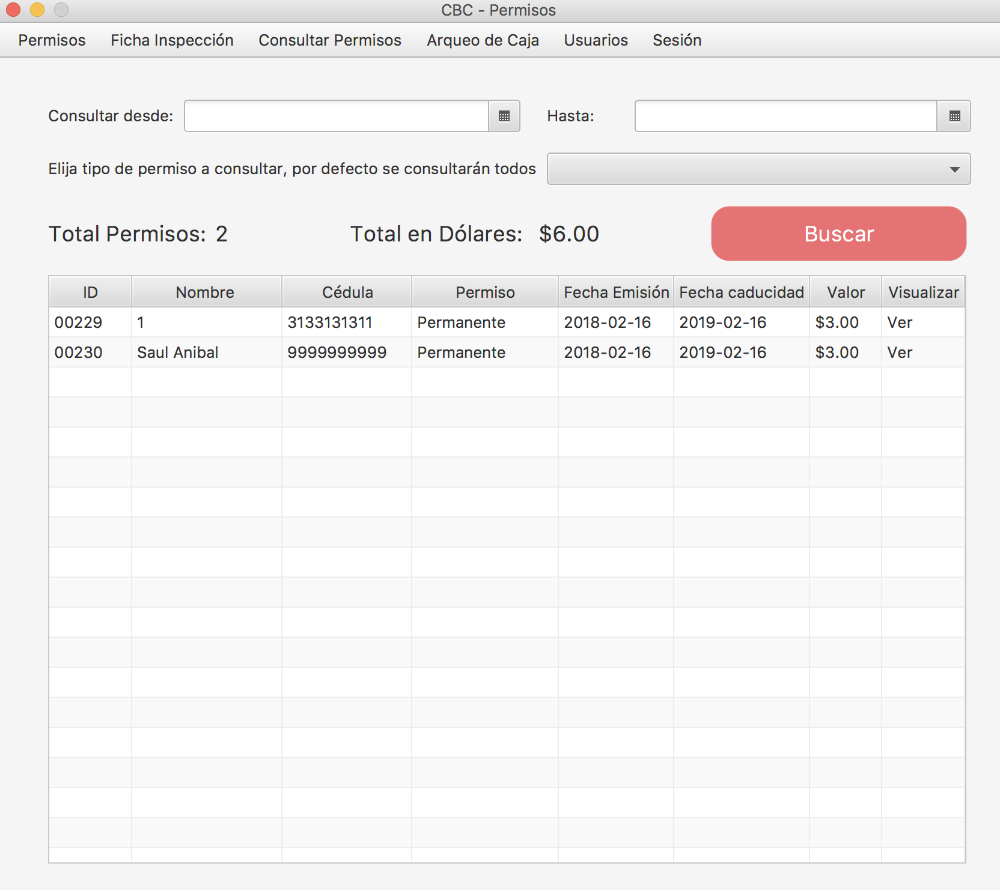 CBC - Permisos
Permisos Ficha Inspección Consultar Permisos Arqueo de Caja Usuarios Sesión
Consultar desde: Hasta:
Elija tipo de permiso a consultar, por defecto se consultarán todos
Total Permisos: 2 Total en Dólares: $6.00 Buscar
ID Nombre Cédula Permiso Fecha Emisión Fecha caducidad Valor Visualizar
00229 1 3133131311 Permanente 2018-02-16 2019-02-16 $3.00 Ver
00230 Saul Anibal 9999999999 Permanente 2018-02-16 2019-02-16 $3.00 Ver